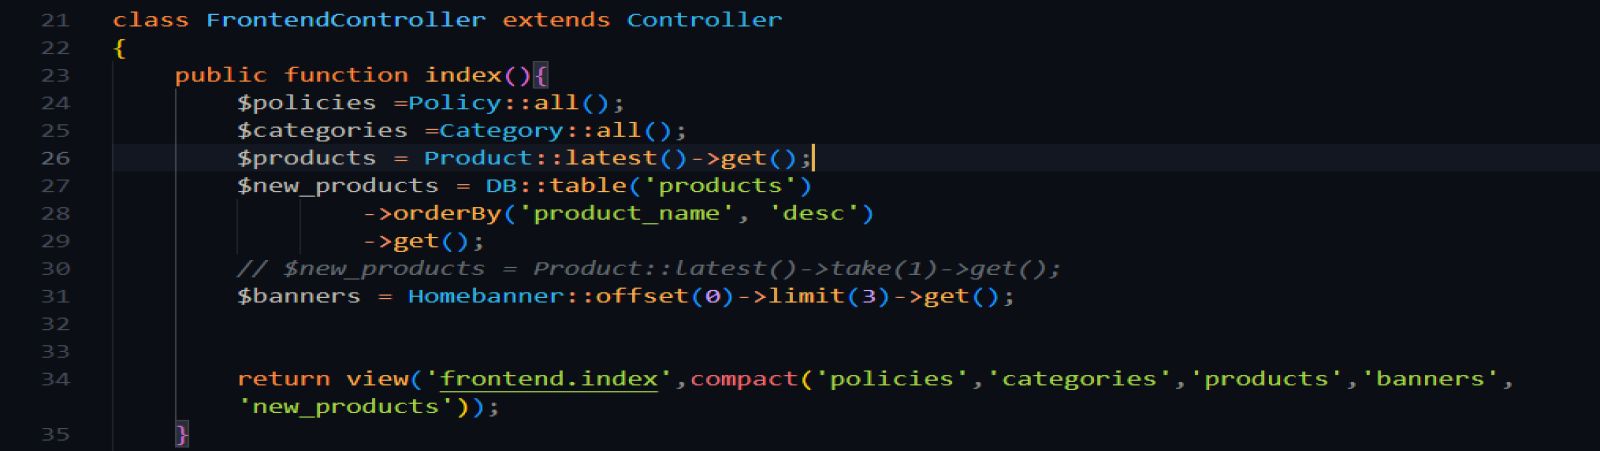 21 class FrontendController extends Controller
22 {
23 public function index(){
24 $policies =Policy::all();
25 $categories =Category::all();
26 $products = Product::latest()->get();
27 $new_products = DB::table('products')
28 ->orderBy('product_name', 'desc')
29 ->get();
30 // $new_products = Product::latest()->take(1)->get();
31 $banners = Homebanner::offset(0)->limit(3)->get();
32
33
34 return view('frontend.index',compact('policies','categories','products','banners',
'new_products'));
35 }